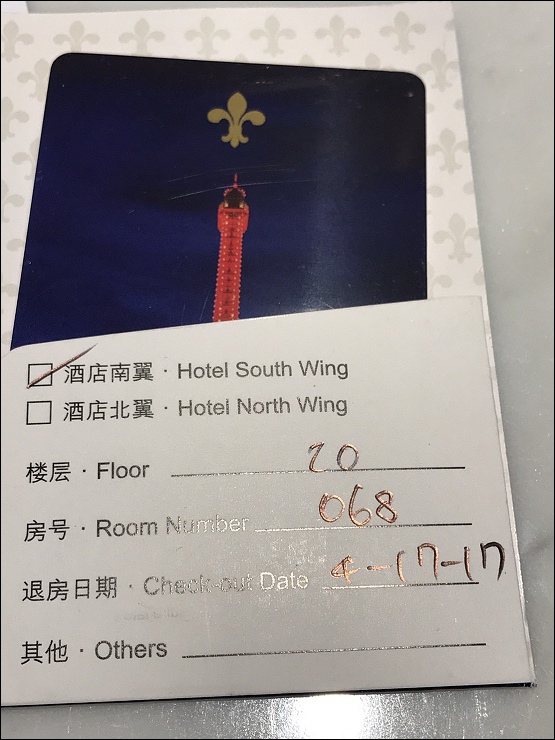 酒店南翼 · Hotel South Wing
酒店北翼 · Hotel North Wing
楼层 · Floor 20
房号 · Room Number 068
退房日期 · Check-out Date 4-17-17
其他 · Others